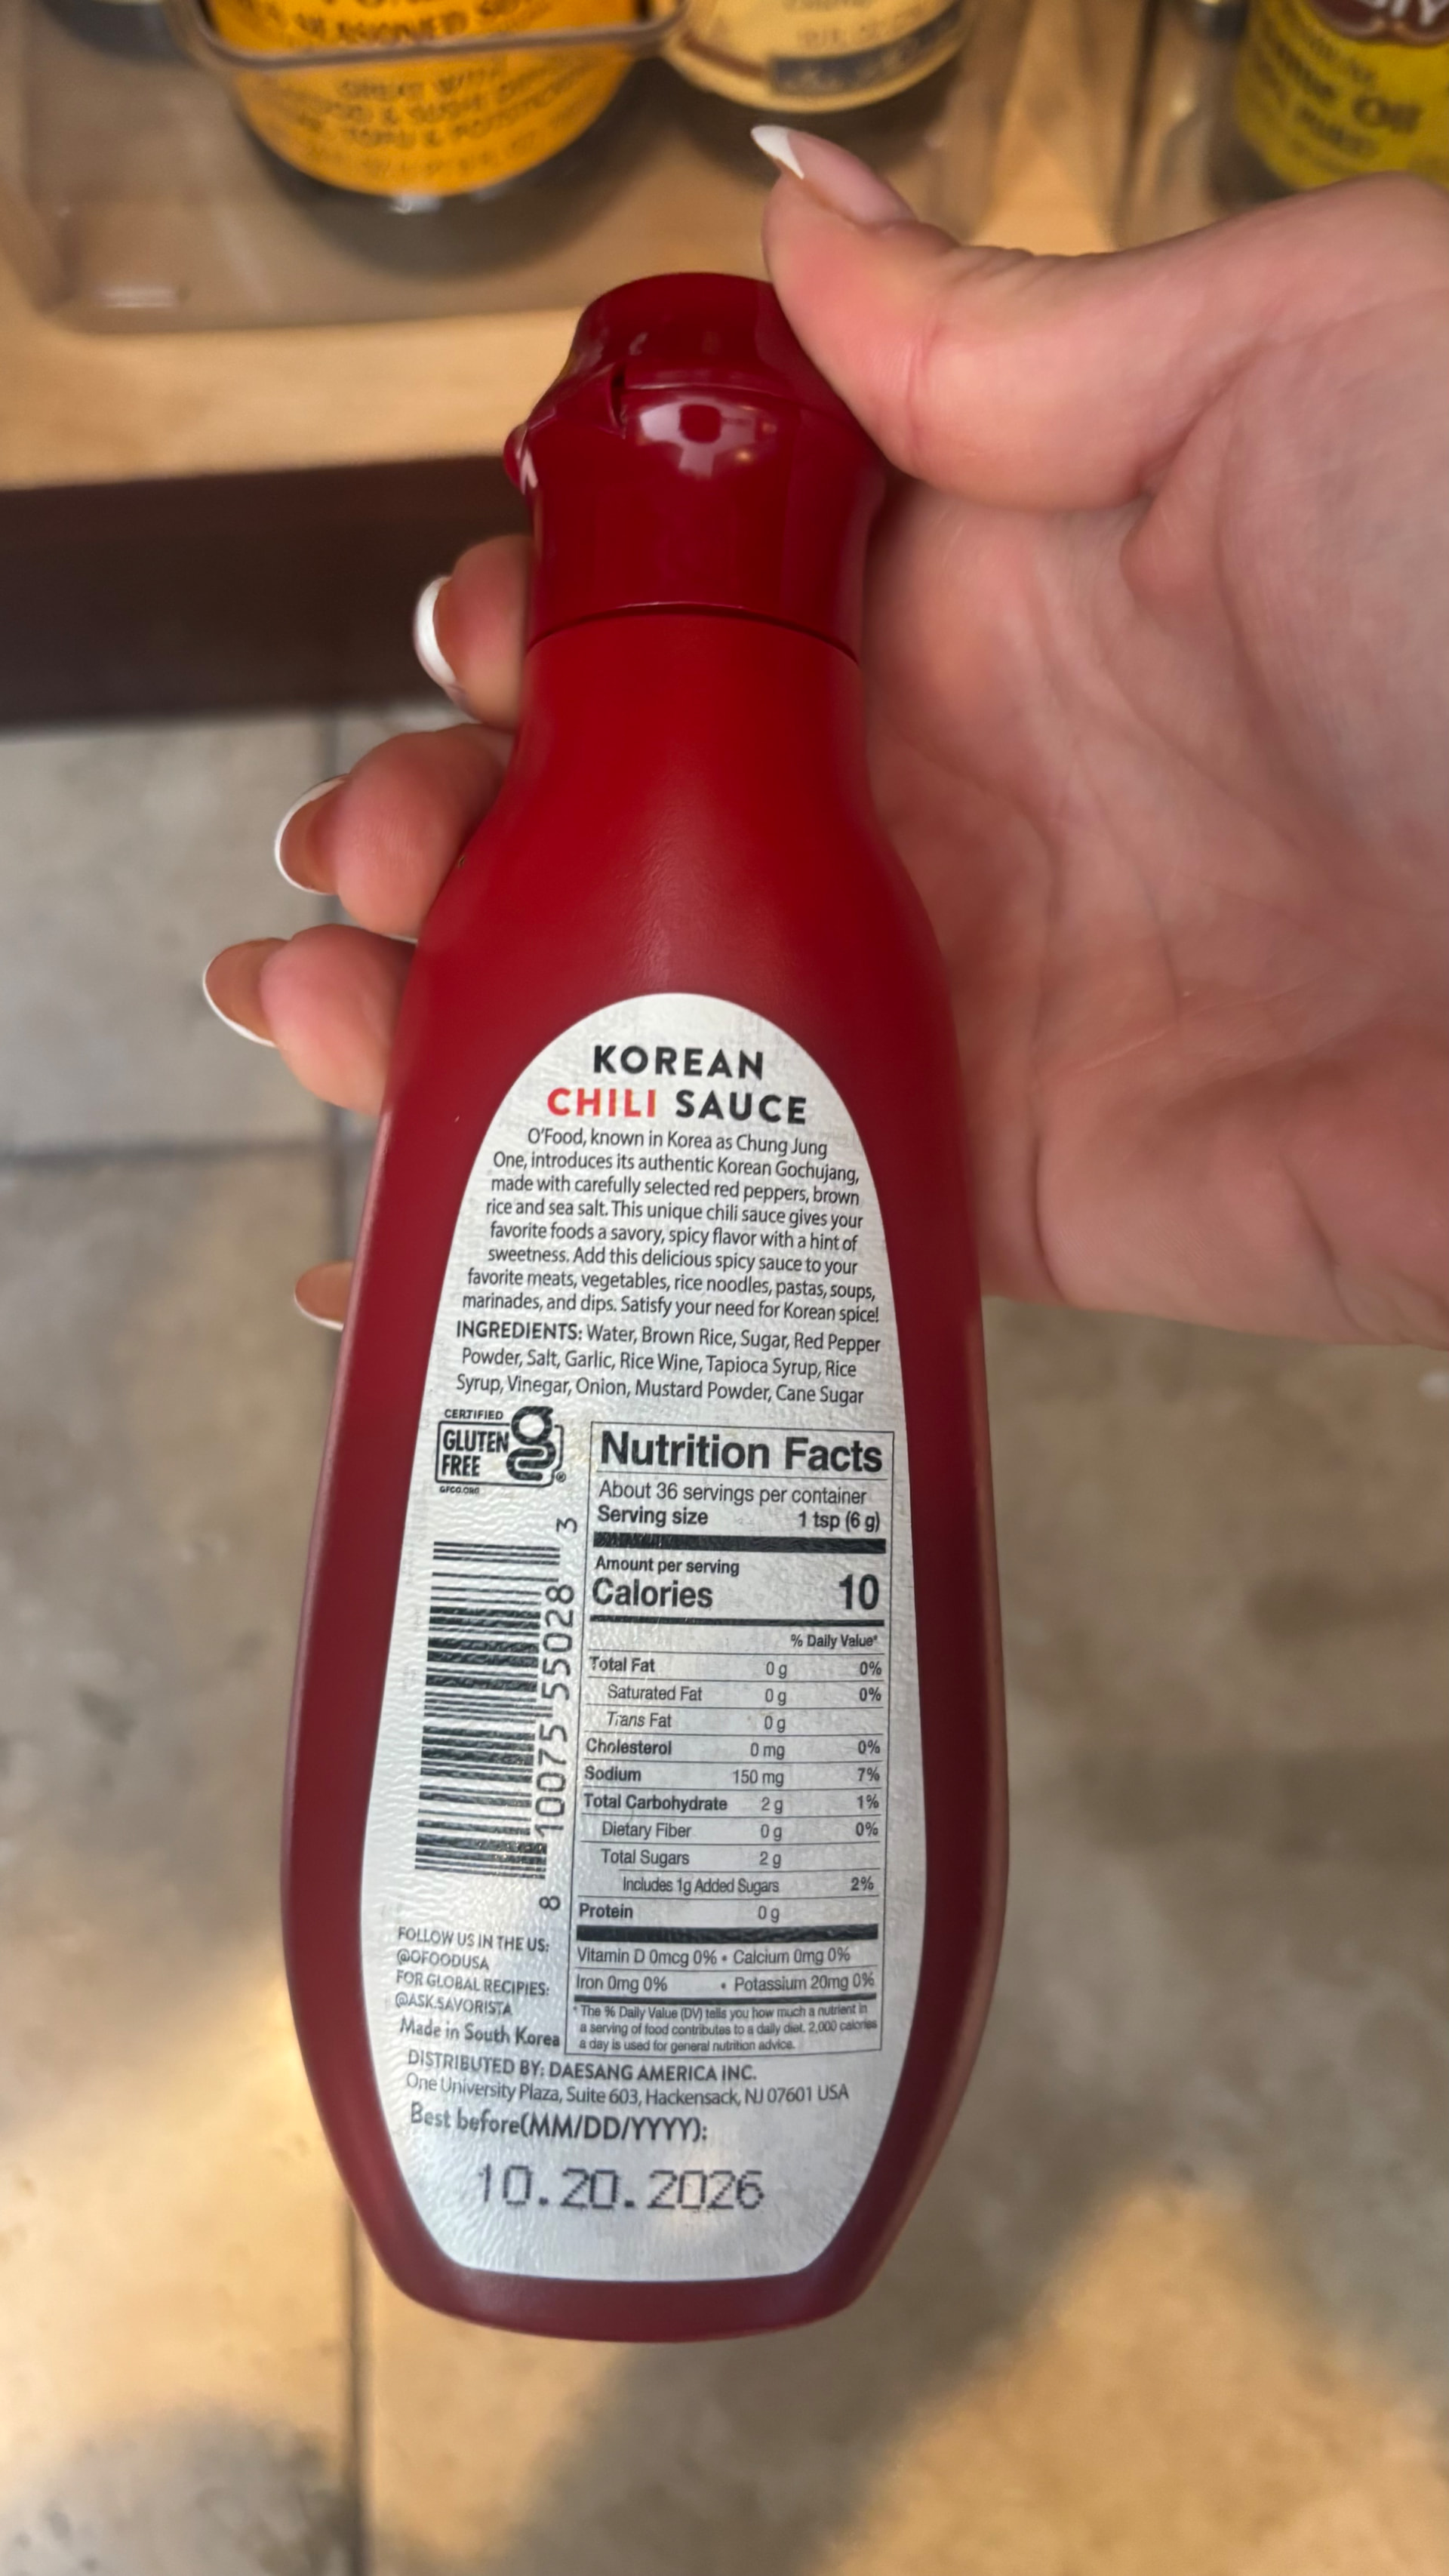 SEASONED
GREAT WITH
KOREAN
CHILI SAUCE
O'Food, known in Korea as Chung Jung
One, introduces its authentic Korean Gochujang,
made with carefully selected red peppers, brown
rice and sea salt. This unique chili sauce gives your
favorite foods a savory, spicy flavor with a hint of
sweetness. Add this delicious spicy sauce to your
favorite meats, vegetables, rice noodles, pastas, soups,
marinades, and dips. Satisfy your need for Korean spice!
INGREDIENTS: Water, Brown Rice, Sugar, Red Pepper
Powder, Salt, Garlic, Rice Wine, Tapioca Syrup, Rice
Syrup, Vinegar, Onion, Mustard Powder, Cane Sugar
CERTIFIED
GLUTEN
FREE
g
®
GFCO.ORG
8 10075 55028 3
Nutrition Facts
About 36 servings per container
Serving size 1 tsp (6 g)
Amount per serving
Calories 10
% Daily Value*
Total Fat 0 g 0%
Saturated Fat 0 g 0%
Trans Fat 0 g
Cholesterol 0 mg 0%
Sodium 150 mg 7%
Total Carbohydrate 2 g 1%
Dietary Fiber 0 g 0%
Total Sugars 2 g
Includes 1g Added Sugars 2%
Protein 0 g
Vitamin D 0mcg 0% • Calcium 0mg 0%
Iron 0mg 0% • Potassium 20mg 0%
* The % Daily Value (DV) tells you how much a nutrient in
a serving of food contributes to a daily diet. 2,000 calories
a day is used for general nutrition advice.
FOLLOW US IN THE US:
@OFOODUSA
FOR GLOBAL RECIPIES:
@ASK.SAVORISTA
Made in South Korea
DISTRIBUTED BY: DAESANG AMERICA INC.
One University Plaza, Suite 603, Hackensack, NJ 07601 USA
Best before(MM/DD/YYYY):
10.20.2026